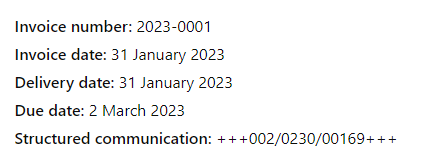 Invoice number: 2023-0001
Invoice date: 31 January 2023
Delivery date: 31 January 2023
Due date: 2 March 2023
Structured communication: +++002/0230/00169+++